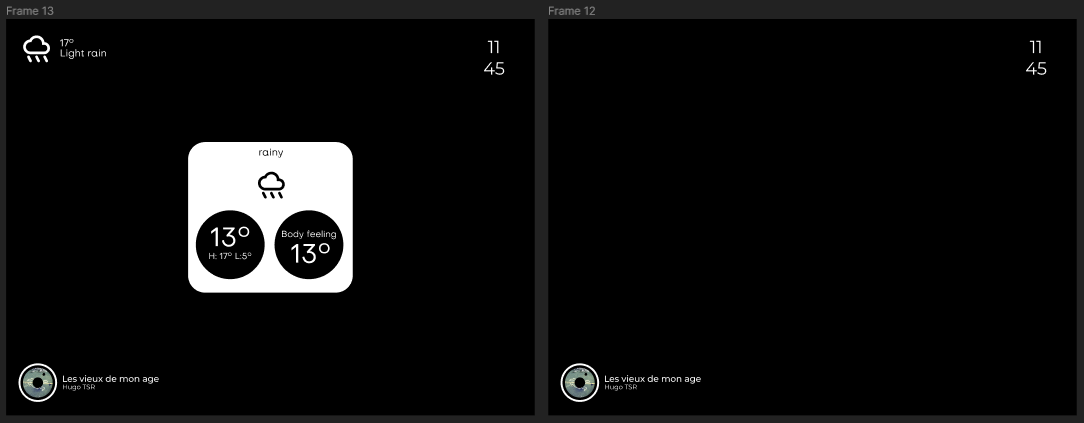 Frame 13
17°
Light rain
11
45
rainy
13°
H: 17° L:5°
Body feeling
13°
Les vieux de mon age
Hugo TSR
Frame 12
11
45
Les vieux de mon age
Hugo TSR